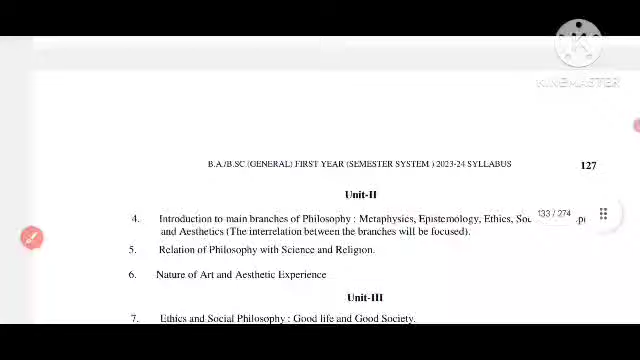 KINEMASTER
B.A./B.SC.(GENERAL) FIRST YEAR (SEMESTER SYSTEM ) 2023-24 SYLLABUS 127
Unit-II
4. Introduction to main branches of Philosophy : Metaphysics, Epistemology, Ethics,
133 / 274
and Aesthetics (The interrelation between the branches will be focused).
5. Relation of Philosophy with Science and Religion.
6. Nature of Art and Aesthetic Experience
Unit-III
7. Ethics and Social Philosophy : Good life and Good Society.